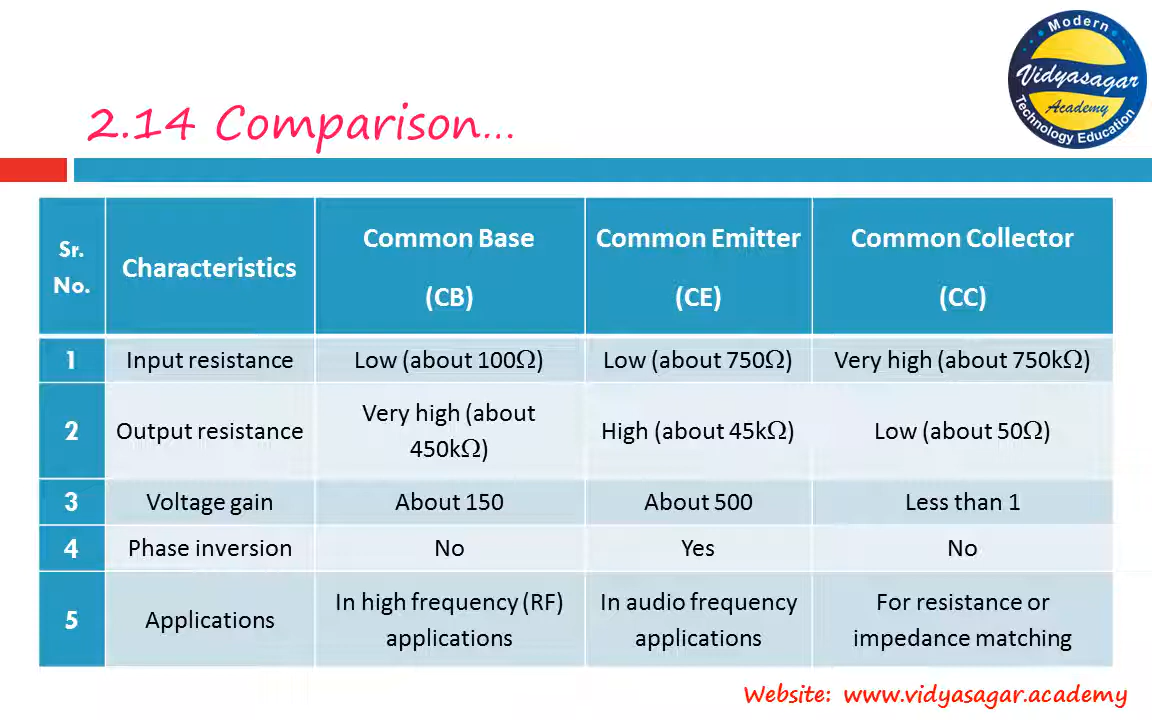 Modern
Vidyasagar
Academy
Technology Education
2.14 Comparison...
Sr. No.
Characteristics
Common Base (CB)
Common Emitter (CE)
Common Collector (CC)
1
Input resistance
Low (about 100Ω)
Low (about 750Ω)
Very high (about 750kΩ)
2
Output resistance
Very high (about 450kΩ)
High (about 45kΩ)
Low (about 50Ω)
3
Voltage gain
About 150
About 500
Less than 1
4
Phase inversion
No
Yes
No
5
Applications
In high frequency (RF) applications
In audio frequency applications
For resistance or impedance matching
Website: www.vidyasagar.academy